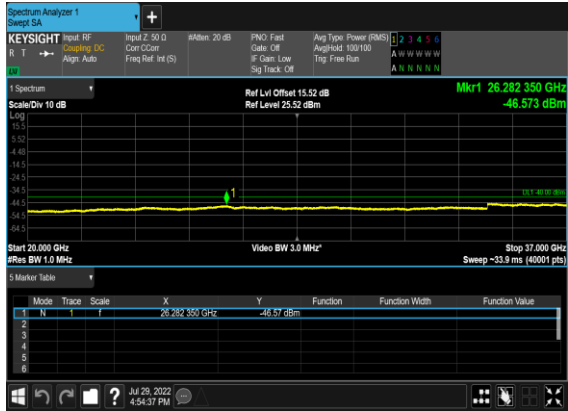 Spectrum Analyzer 1
Swept SA
+
KEYSIGHT Input: RF Input Z: 50 Ω #Atten: 20 dB PNO: Fast Avg Type: Power (RMS) 1 2 3 4 5 6
R T Coupling: DC Corr CCorr Gate: Off Avg|Hold: 100/100 A W W W W W
Align: Auto Freq Ref: Int (S) IF Gain: Low Trig: Free Run
LXI Sig Track: Off A N N N N N
1 Spectrum Ref Lvl Offset 15.52 dB Mkr1 26.282 350 GHz
Scale/Div 10 dB Ref Level 25.52 dBm -46.573 dBm
Log
15.5
5.52
-4.48
-14.5
-24.5
-34.5 1 DL1 -40.00 dBm
-44.5
-54.5
-64.5
Start 20.000 GHz Video BW 3.0 MHz* Stop 37.000 GHz
#Res BW 1.0 MHz Sweep ~33.9 ms (40001 pts)
5 Marker Table
Mode Trace Scale X Y Function Function Width Function Value
1 N 1 f 26.282 350 GHz -46.57 dBm
2
3
4
5
6
? Jul 29, 2022
4:54:37 PM